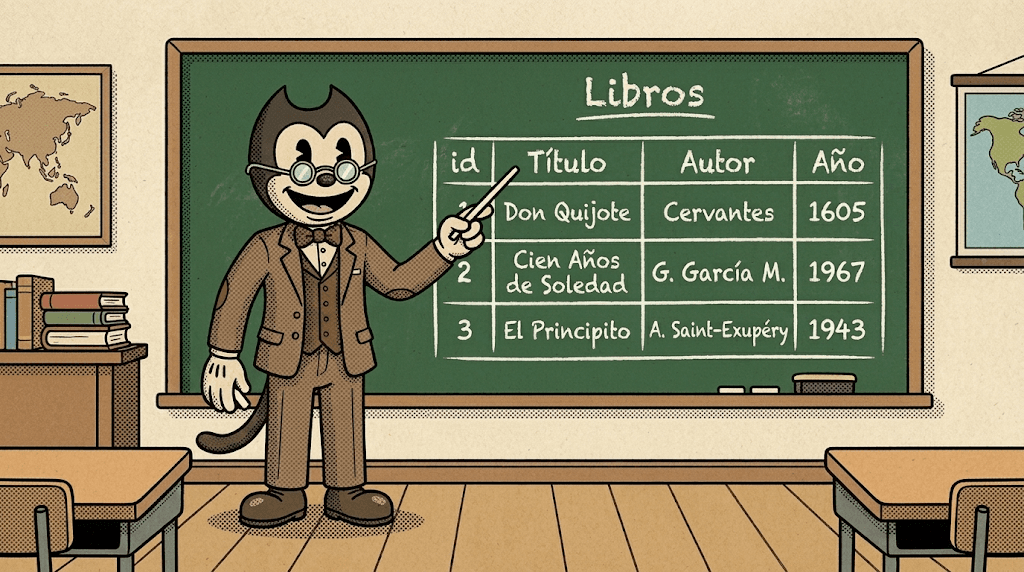 Libros
id Título Autor Año
1 Don Quijote Cervantes 1605
2 Cien Años de Soledad G. García M. 1967
3 El Principito A. Saint-Exupéry 1943